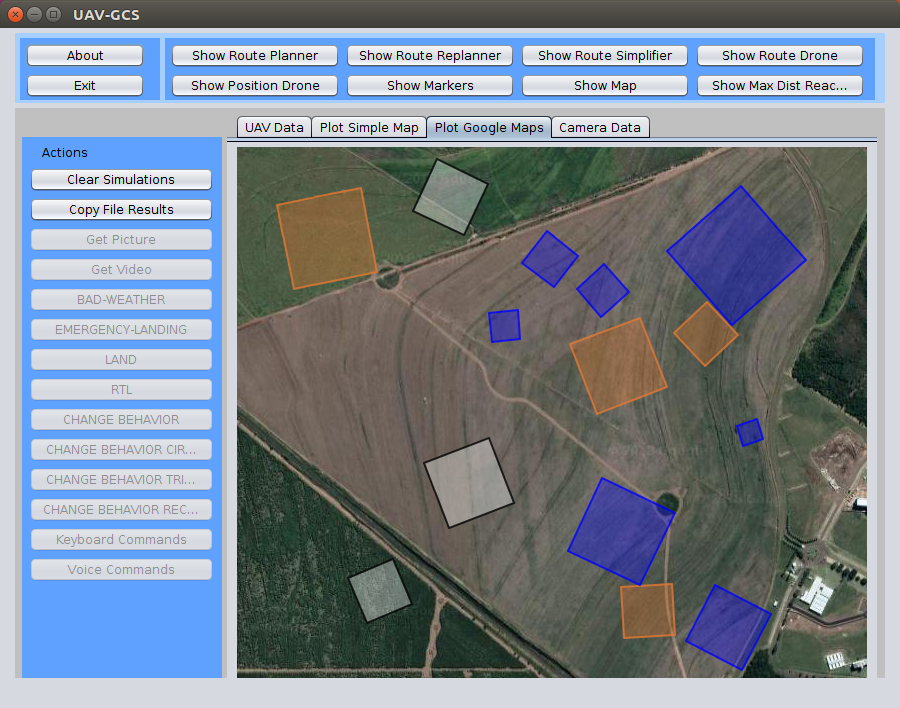 UAV-GCS
About
Show Route Planner
Show Route Replanner
Show Route Simplifier
Show Route Drone
Exit
Show Position Drone
Show Markers
Show Map
Show Max Dist Reac...
UAV Data
Plot Simple Map
Plot Google Maps
Camera Data
Actions
Clear Simulations
Copy File Results
Get Picture
Get Video
BAD-WEATHER
EMERGENCY-LANDING
LAND
RTL
CHANGE BEHAVIOR
CHANGE BEHAVIOR CIR...
CHANGE BEHAVIOR TRI...
CHANGE BEHAVIOR REC...
Keyboard Commands
Voice Commands